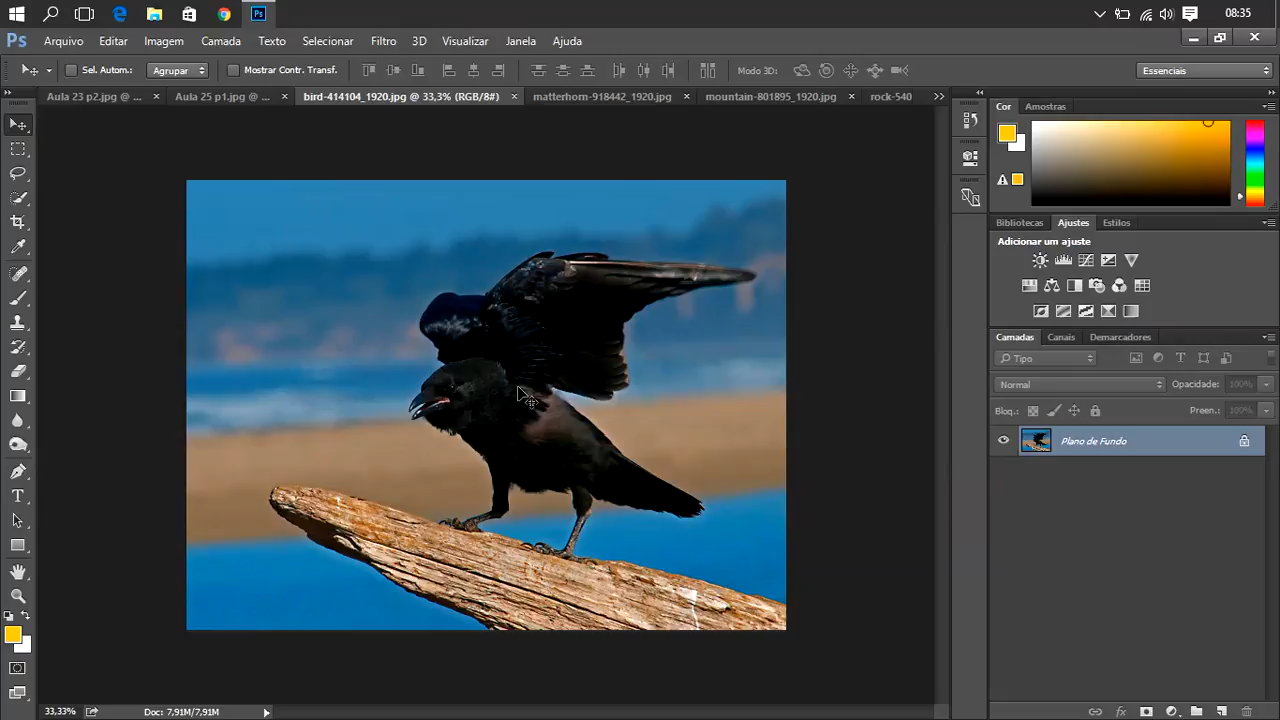 08:35
Ps Arquivo Editar Imagem Camada Texto Selecionar Filtro 3D Visualizar Janela Ajuda
Sel. Autom.: Agrupar Mostrar Contr. Transf. Modo 3D: Essenciais
Aula 23 p2.jpg @ ... × Aula 25 p1.jpg @ ... × bird-414104_1920.jpg @ 33,3% (RGB/8#) × matterhorn-918442_1920.jpg × mountain-801895_1920.jpg × rock-540
Cor Amostras
Bibliotecas Ajustes Estilos
Adicionar um ajuste
Camadas Canais Demarcadores
Tipo
Normal Opacidade: 100%
Bloq.: Preen.: 100%
Plano de Fundo
33,33% Doc: 7,91M/7,91M